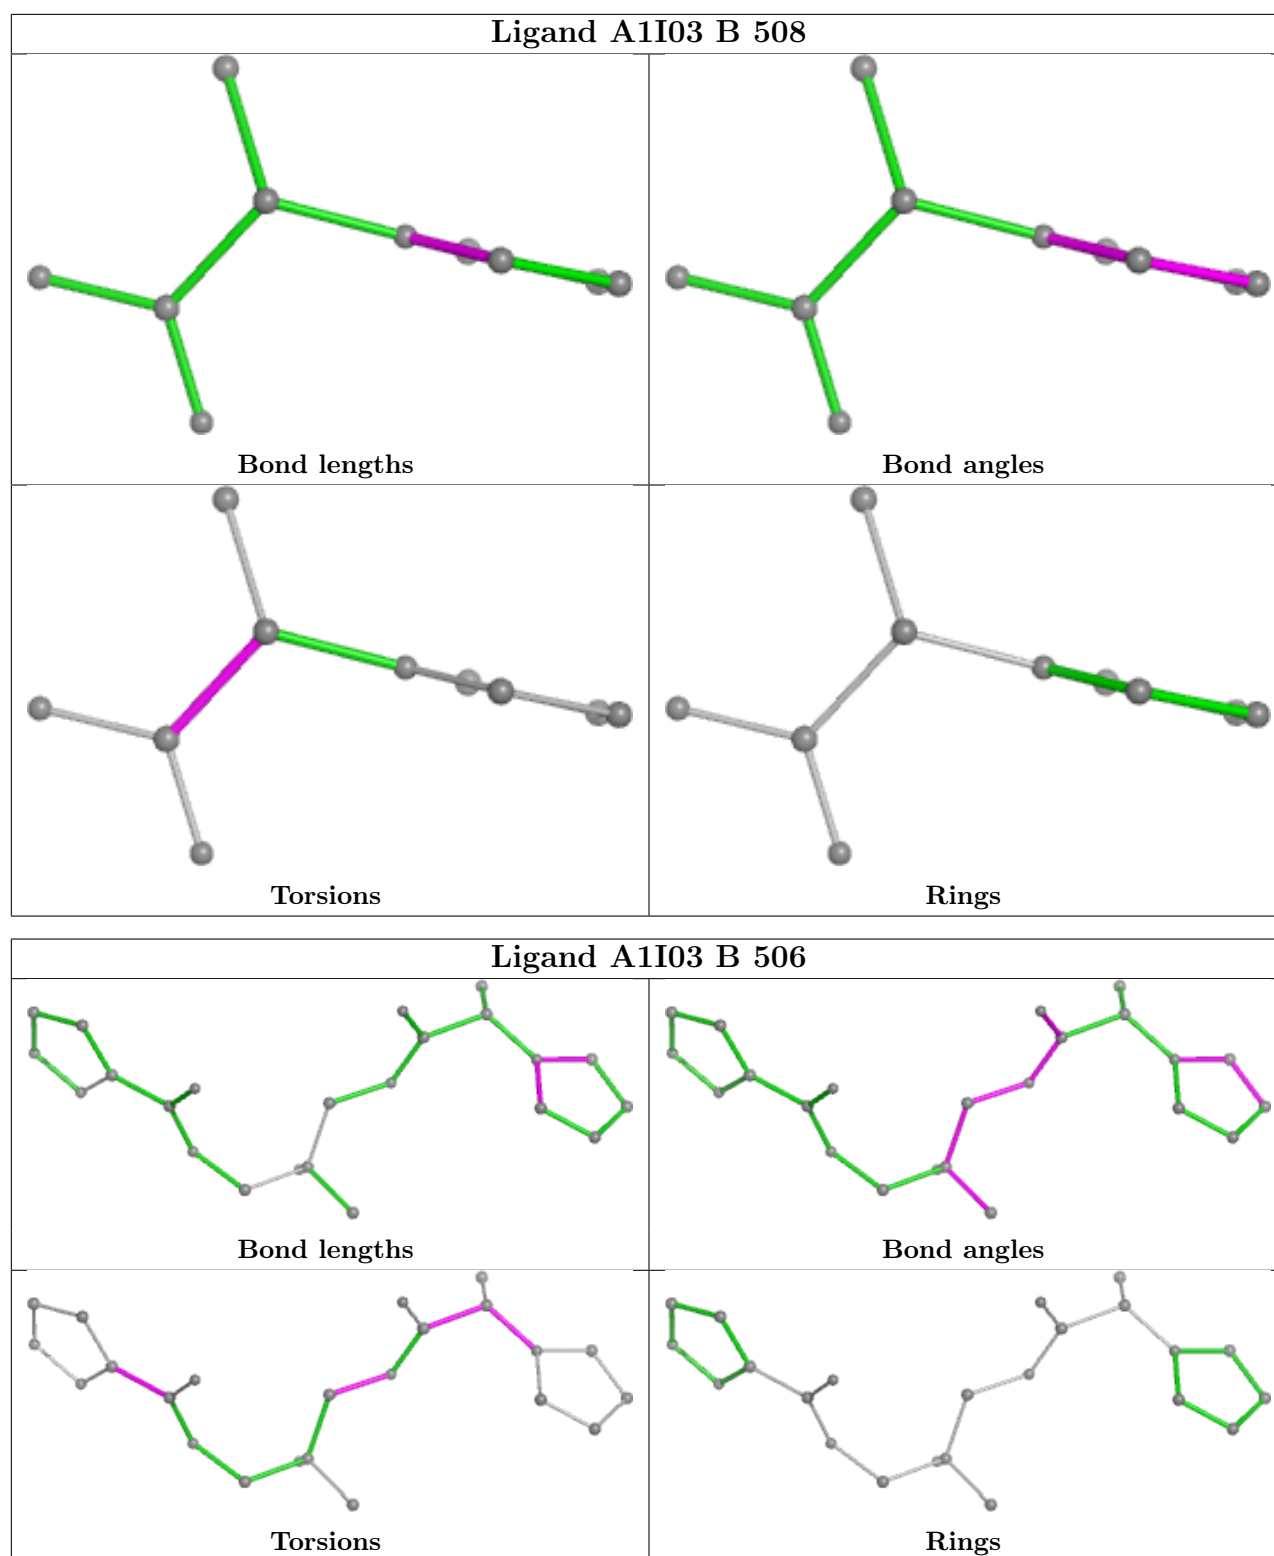 Ligand A1I03 B 508
Bond lengths
Bond angles
Torsions
Rings
Ligand A1I03 B 506
Bond lengths
Bond angles
Torsions
Rings